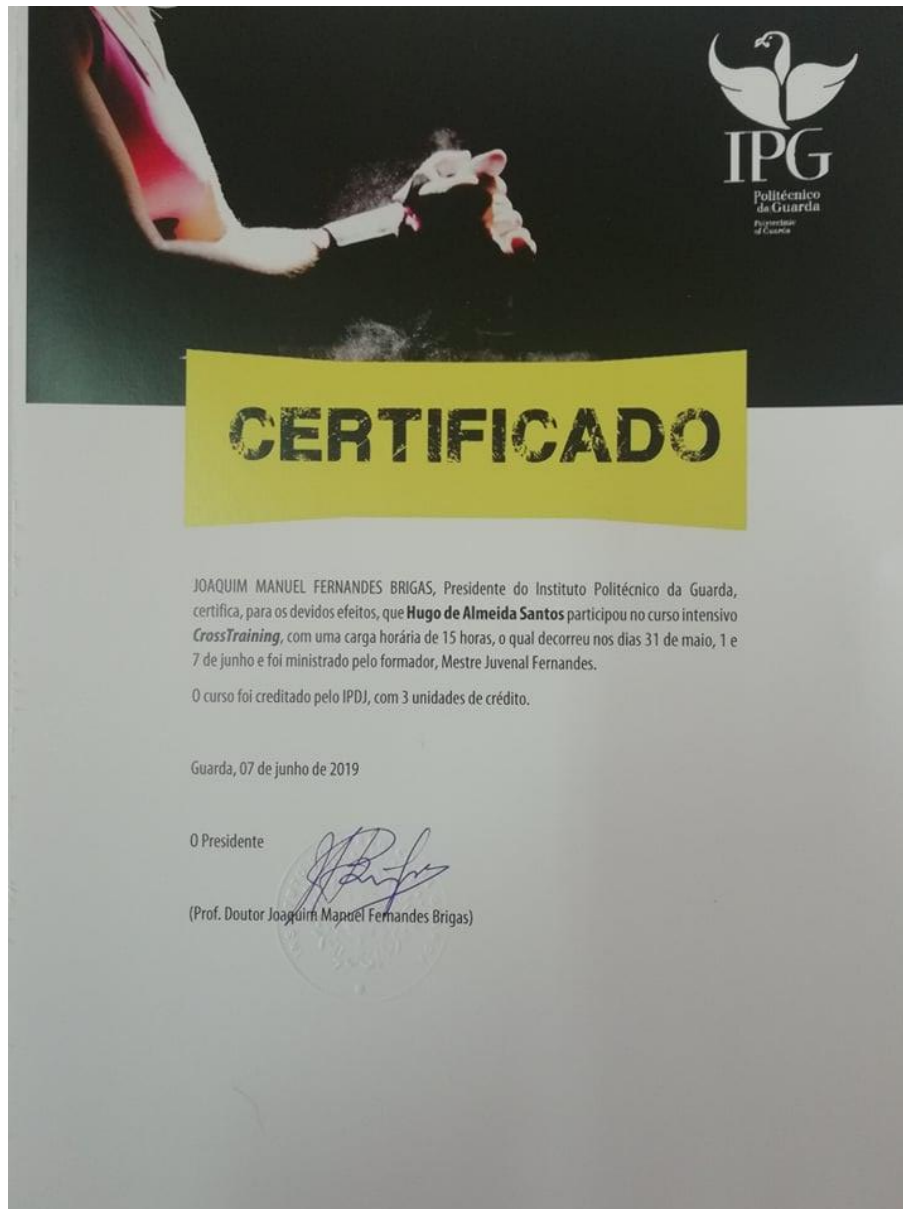 IPG
Politécnico
da Guarda
Polytechnic
of Guarda
CERTIFICADO
JOAQUIM MANUEL FERNANDES BRIGAS, Presidente do Instituto Politécnico da Guarda,
certifica, para os devidos efeitos, que Hugo de Almeida Santos participou no curso intensivo
CrossTraining, com uma carga horária de 15 horas, o qual decorreu nos dias 31 de maio, 1 e
7 de junho e foi ministrado pelo formador, Mestre Juvenal Fernandes.
O curso foi creditado pelo IPDJ, com 3 unidades de crédito.
Guarda, 07 de junho de 2019
O Presidente
(Prof. Doutor Joaquim Manuel Fernandes Brigas)